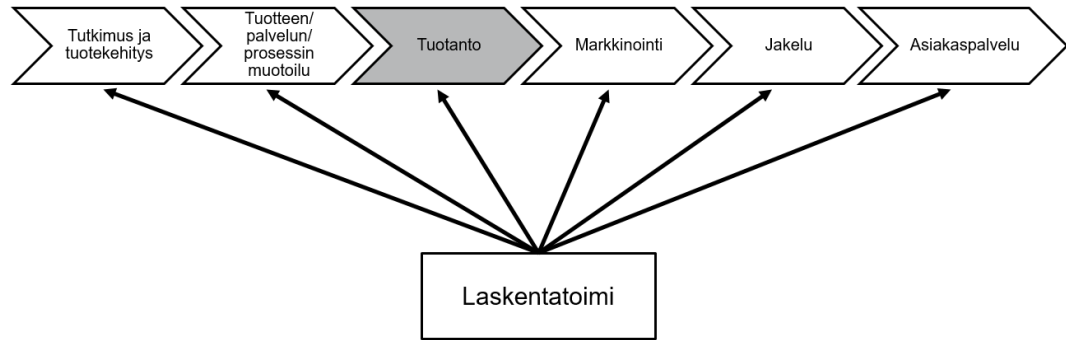 Tutkimus ja
tuotekehitys
Tuotteen/
palvelun/
prosessin
muotoilu
Tuotanto
Markkinointi
Jakelu
Asiakaspalvelu
Laskentatoimi